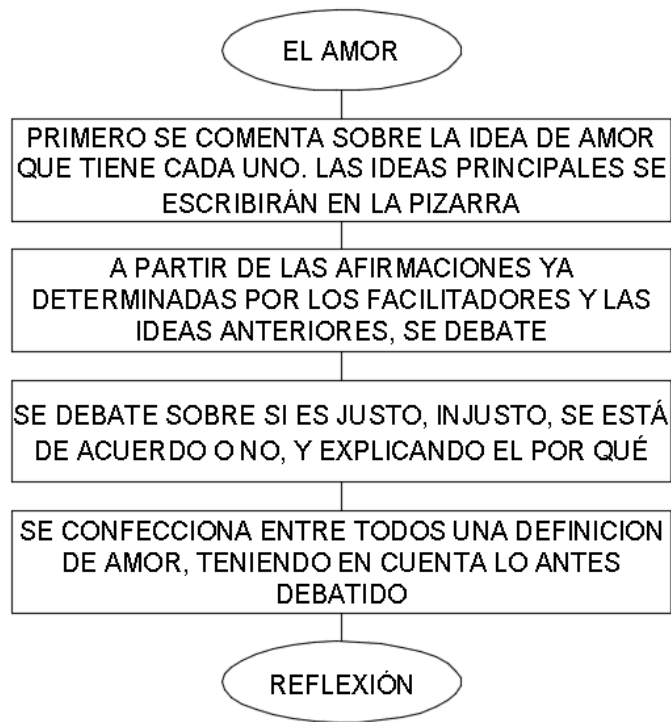 EL AMOR
PRIMERO SE COMENTA SOBRE LA IDEA DE AMOR
QUE TIENE CADA UNO. LAS IDEAS PRINCIPALES SE
ESCRIBIRÁN EN LA PIZARRA
A PARTIR DE LAS AFIRMACIONES YA
DETERMINADAS POR LOS FACILITADORES Y LAS
IDEAS ANTERIORES, SE DEBATE
SE DEBATE SOBRE SI ES JUSTO, INJUSTO, SE ESTÁ
DE ACUERDO O NO, Y EXPLICANDO EL POR QUÉ
SE CONFECCIONA ENTRE TODOS UNA DEFINICION
DE AMOR, TENIENDO EN CUENTA LO ANTES
DEBATIDO
REFLEXIÓN